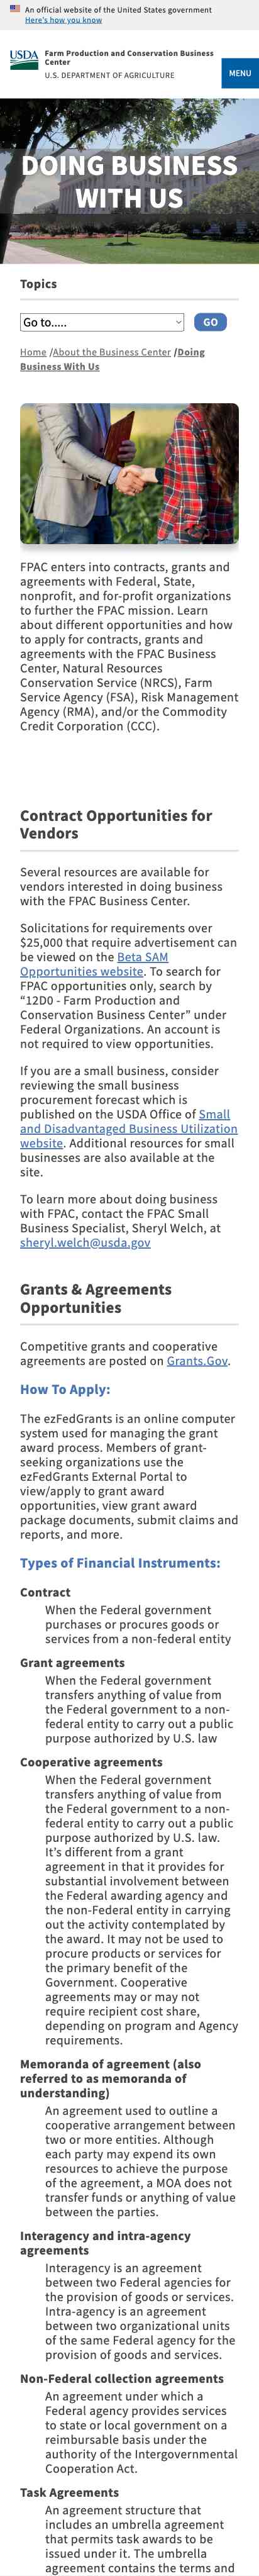 An official website of the United States government
Here's how you know
USDA
Farm Production and Conservation Business
Center
U.S. DEPARTMENT OF AGRICULTURE
MENU
DOING BUSINESS
WITH US
Topics
Go to.....
GO
Home /About the Business Center /Doing
Business With Us
FPAC enters into contracts, grants and
agreements with Federal, State,
nonprofit, and for-profit organizations
to further the FPAC mission. Learn
about different opportunities and how
to apply for contracts, grants and
agreements with the FPAC Business
Center, Natural Resources
Conservation Service (NRCS), Farm
Service Agency (FSA), Risk Management
Agency (RMA), and/or the Commodity
Credit Corporation (CCC).
Contract Opportunities for
Vendors
Several resources are available for
vendors interested in doing business
with the FPAC Business Center.
Solicitations for requirements over
$25,000 that require advertisement can
be viewed on the Beta SAM
Opportunities website. To search for
FPAC opportunities only, search by
“12D0 - Farm Production and
Conservation Business Center” under
Federal Organizations. An account is
not required to view opportunities.
If you are a small business, consider
reviewing the small business
procurement forecast which is
published on the USDA Office of Small
and Disadvantaged Business Utilization
website. Additional resources for small
businesses are also available at the
site.
To learn more about doing business
with FPAC, contact the FPAC Small
Business Specialist, Sheryl Welch, at
sheryl.welch@usda.gov
Grants & Agreements
Opportunities
Competitive grants and cooperative
agreements are posted on Grants.Gov.
How To Apply:
The ezFedGrants is an online computer
system used for managing the grant
award process. Members of grant-
seeking organizations use the
ezFedGrants External Portal to
view/apply to grant award
opportunities, view grant award
package documents, submit claims and
reports, and more.
Types of Financial Instruments:
Contract
When the Federal government
purchases or procures goods or
services from a non-federal entity
Grant agreements
When the Federal government
transfers anything of value from
the Federal government to a non-
federal entity to carry out a public
purpose authorized by U.S. law
Cooperative agreements
When the Federal government
transfers anything of value from
the Federal government to a non-
federal entity to carry out a public
purpose authorized by U.S. law.
It’s different from a grant
agreement in that it provides for
substantial involvement between
the Federal awarding agency and
the non-Federal entity in carrying
out the activity contemplated by
the award. It may not be used to
procure products or services for
the primary benefit of the
Government. Cooperative
agreements may or may not
require recipient cost share,
depending on program and Agency
requirements.
Memoranda of agreement (also
referred to as memoranda of
understanding)
An agreement used to outline a
cooperative arrangement between
two or more entities. Although
each party may expend its own
resources to achieve the purpose
of the agreement, a MOA does not
transfer funds or anything of value
between the parties.
Interagency and intra-agency
agreements
Interagency is an agreement
between two Federal agencies for
the provision of goods or services.
Intra-agency is an agreement
between two organizational units
of the same Federal agency for the
provision of goods and services.
Non-Federal collection agreements
An agreement under which a
Federal agency provides services
to state or local government on a
reimbursable basis under the
authority of the Intergovernmental
Cooperation Act.
Task Agreements
An agreement structure that
includes an umbrella agreement
that permits task awards to be
issued under it. The umbrella
agreement contains the terms and